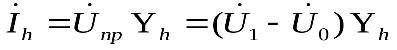 İ_h = U̇_np Y_h = (U̇_1 - U̇_0) Y_h